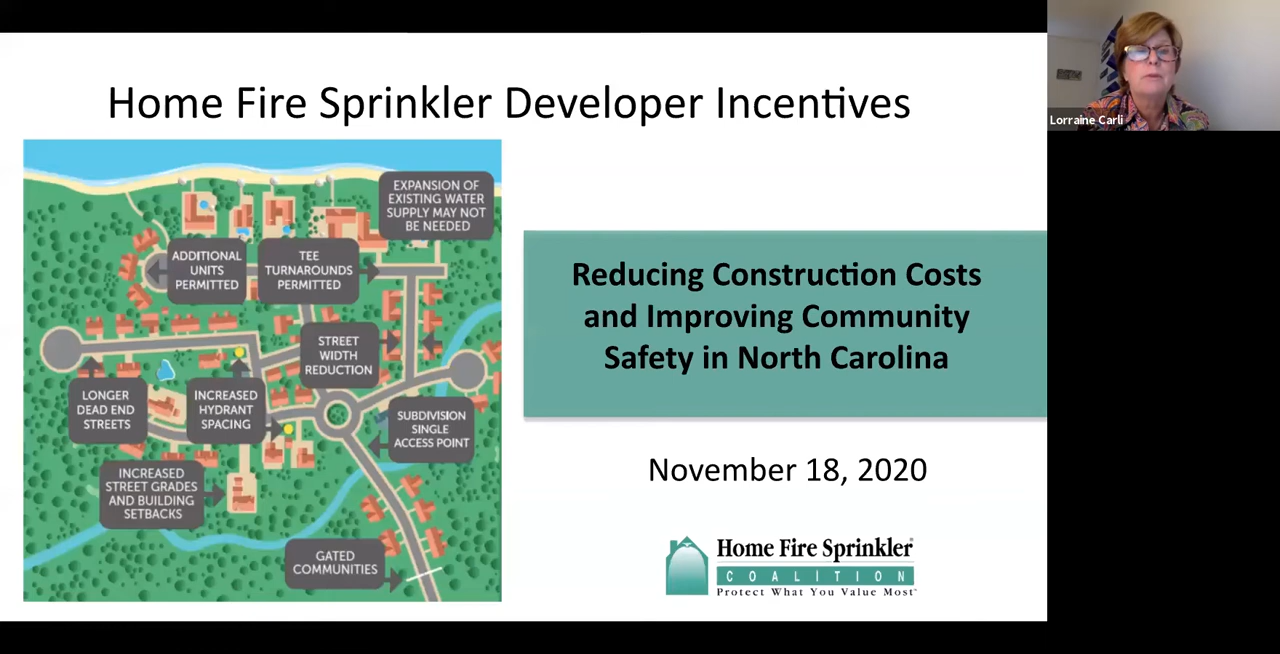 Home Fire Sprinkler Developer Incentives
Lorraine Carli
EXPANSION OF
EXISTING WATER
SUPPLY MAY NOT
BE NEEDED
ADDITIONAL
UNITS
PERMITTED
TEE
TURNAROUNDS
PERMITTED
STREET
WIDTH
REDUCTION
LONGER
DEAD END
STREETS
INCREASED
HYDRANT
SPACING
SUBDIVISION
SINGLE
ACCESS POINT
INCREASED
STREET GRADES
AND BUILDING
SETBACKS
GATED
COMMUNITIES
Reducing Construction Costs
and Improving Community
Safety in North Carolina
November 18, 2020
Home Fire Sprinkler®
COALITION
Protect What You Value Most™